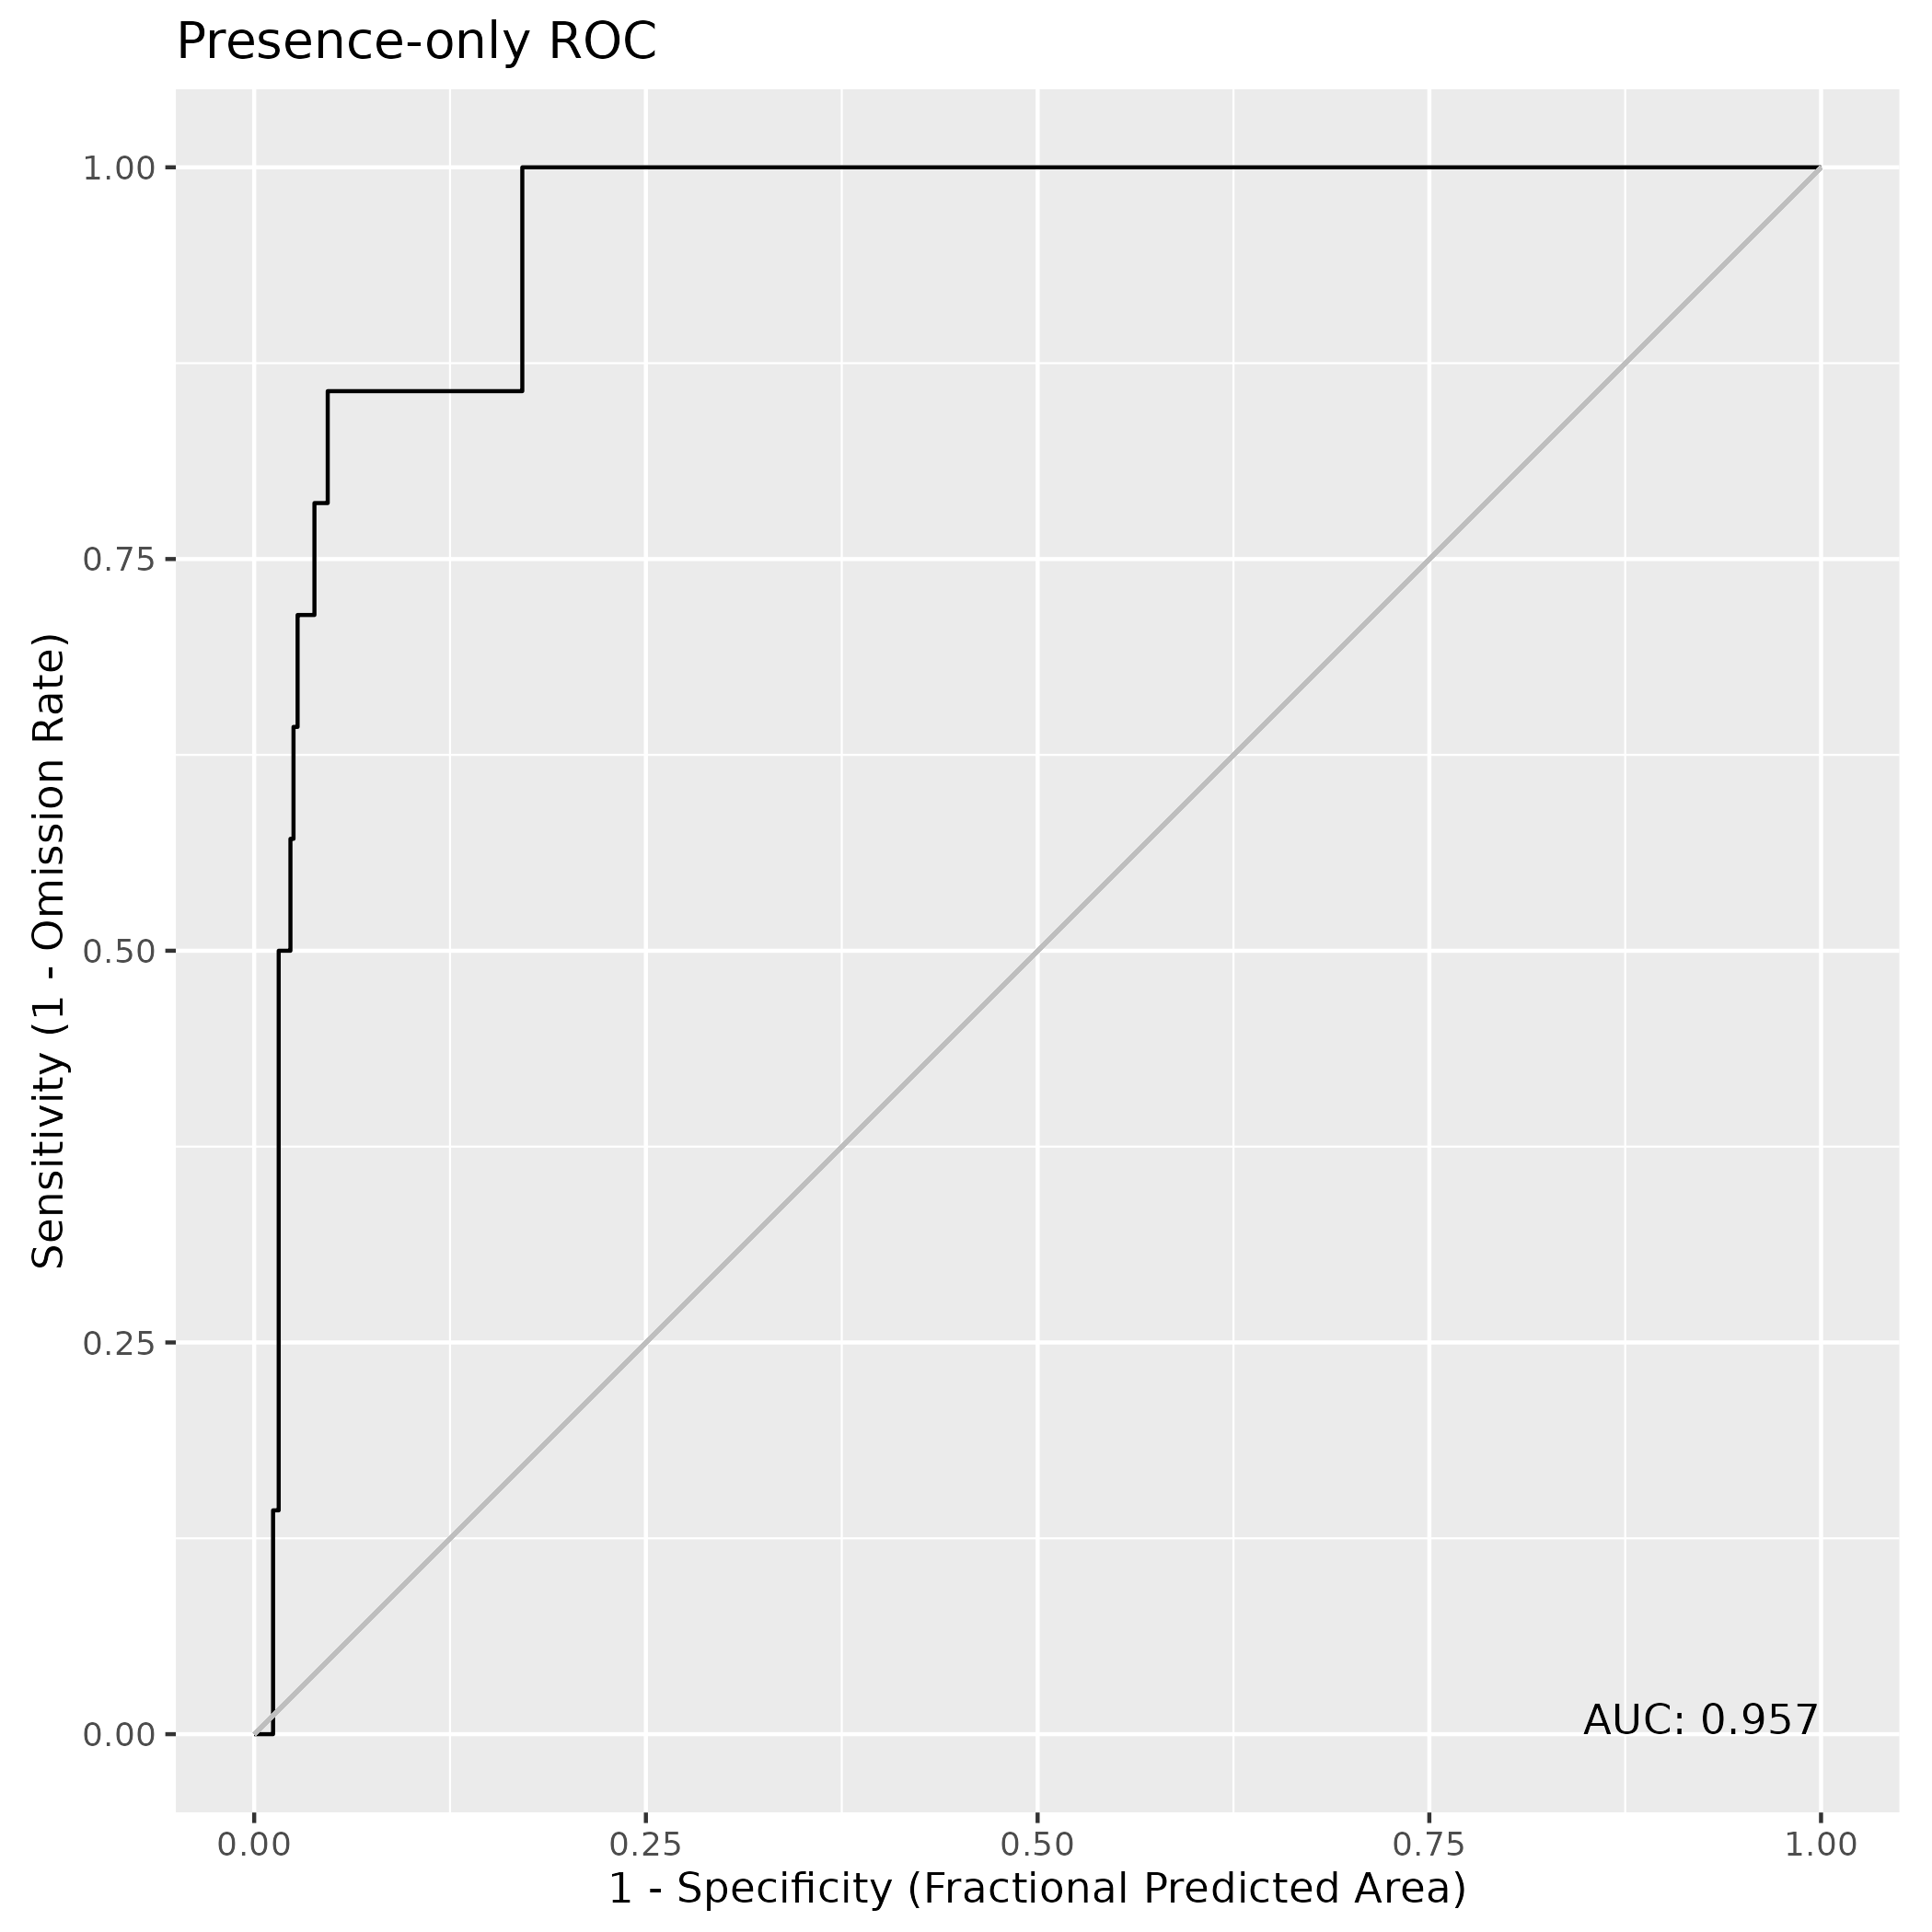 Presence-only ROC
1.00
0.75
0.50
0.25
0.00
Sensitivity (1 - Omission Rate)
AUC: 0.957
0.00
0.25
0.50
0.75
1.00
1 - Specificity (Fractional Predicted Area)